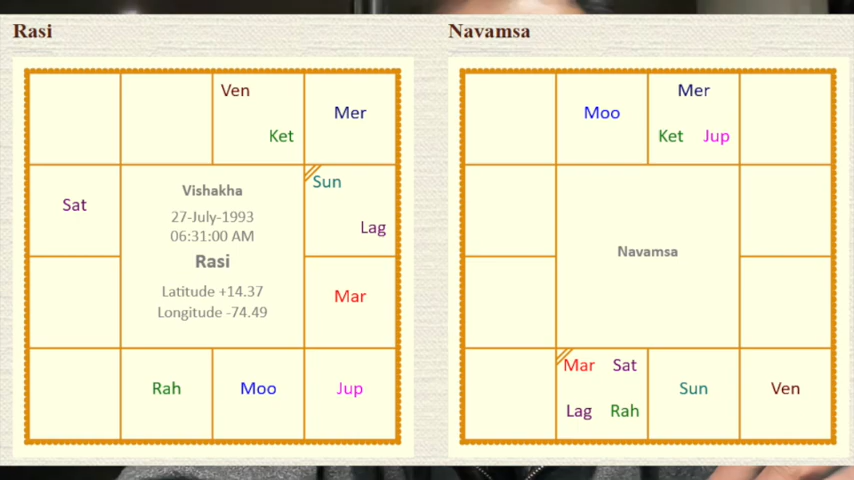 Rasi
Ven
Ket
Mer
Sat
Vishakha
27-July-1993
06:31:00 AM
Rasi
Latitude +14.37
Longitude -74.49
Sun
Lag
Mar
Rah
Moo
Jup
Navamsa
Moo
Mer
Ket Jup
Navamsa
Mar Sat
Lag Rah
Sun
Ven